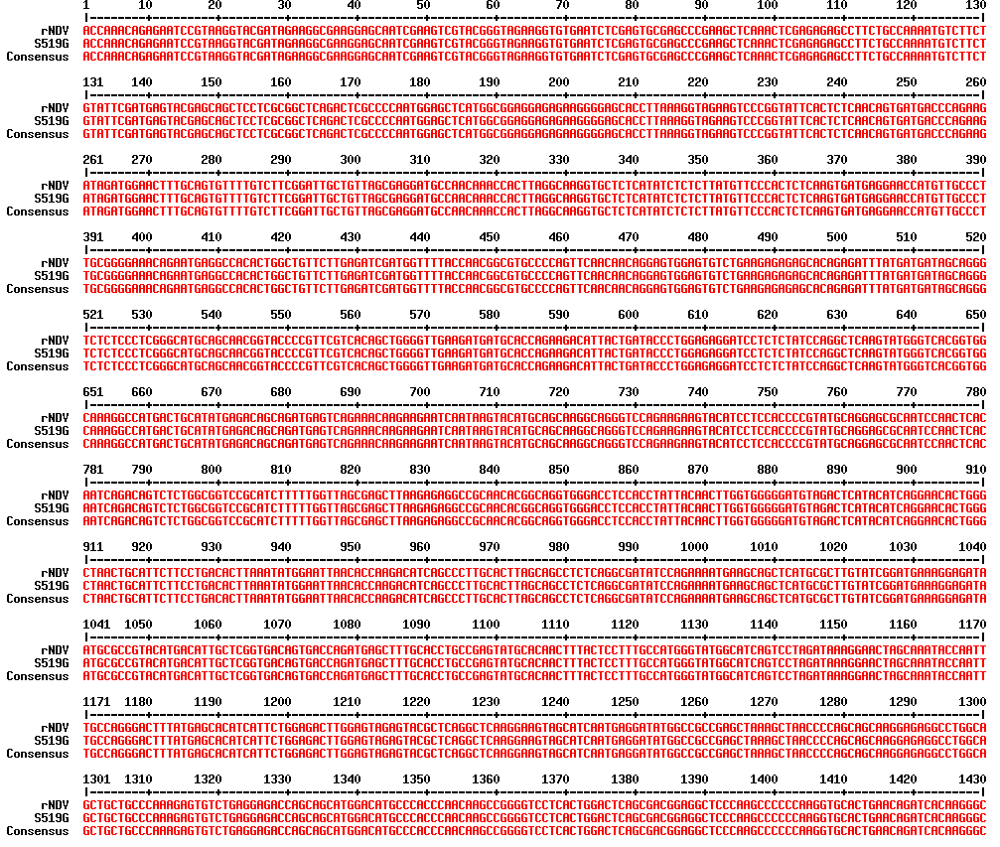 1 10 20 30 40 50 60 70 80 90 100 110 120 130
|--------+---------+---------+---------+---------+---------+---------+---------+---------+---------+---------+---------+---------|
rNDV ACCAAACAGAGAATCCGTAAGGTACGATAGAAGGCGAAGGAGCAATCGAAGTCGTACGGGTAGAAGGTGTGAATCTCGAGTGCGAGCCCGAAGCTCAAACTCGAGAGAGCCTTCTGCCAAAATGTCTTCT
S519G ACCAAACAGAGAATCCGTAAGGTACGATAGAAGGCGAAGGAGCAATCGAAGTCGTACGGGTAGAAGGTGTGAATCTCGAGTGCGAGCCCGAAGCTCAAACTCGAGAGAGCCTTCTGCCAAAATGTCTTCT
Consensus ACCAAACAGAGAATCCGTAAGGTACGATAGAAGGCGAAGGAGCAATCGAAGTCGTACGGGTAGAAGGTGTGAATCTCGAGTGCGAGCCCGAAGCTCAAACTCGAGAGAGCCTTCTGCCAAAATGTCTTCT
131 140 150 160 170 180 190 200 210 220 230 240 250 260
|--------+---------+---------+---------+---------+---------+---------+---------+---------+---------+---------+---------+---------|
rNDV GTATTCGATGAGTACGAGCAGCTCCTCGCGGCTCAGACTCGCCCCAATGGAGCTCATGGCGGAGGAGAGAAGGGGAGCACCTTAAAGGTAGAAGTCCCGGTATTCACTCTCAACAGTGATGACCCAGAAG
S519G GTATTCGATGAGTACGAGCAGCTCCTCGCGGCTCAGACTCGCCCCAATGGAGCTCATGGCGGAGGAGAGAAGGGGAGCACCTTAAAGGTAGAAGTCCCGGTATTCACTCTCAACAGTGATGACCCAGAAG
Consensus GTATTCGATGAGTACGAGCAGCTCCTCGCGGCTCAGACTCGCCCCAATGGAGCTCATGGCGGAGGAGAGAAGGGGAGCACCTTAAAGGTAGAAGTCCCGGTATTCACTCTCAACAGTGATGACCCAGAAG
261 270 280 290 300 310 320 330 340 350 360 370 380 390
|--------+---------+---------+---------+---------+---------+---------+---------+---------+---------+---------+---------+---------|
rNDV ATAGATGGAACTTTGCAGTGTTTTGTCTTCGGATTGCTGTTAGCGAGGATGCCAACAAACCACTTAGGCAAGGTGCTCTCATATCTCTCTTATGTTCCCACTCTCAAGTGATGAGGAACCATGTTGCCCT
S519G ATAGATGGAACTTTGCAGTGTTTTGTCTTCGGATTGCTGTTAGCGAGGATGCCAACAAACCACTTAGGCAAGGTGCTCTCATATCTCTCTTATGTTCCCACTCTCAAGTGATGAGGAACCATGTTGCCCT
Consensus ATAGATGGAACTTTGCAGTGTTTTGTCTTCGGATTGCTGTTAGCGAGGATGCCAACAAACCACTTAGGCAAGGTGCTCTCATATCTCTCTTATGTTCCCACTCTCAAGTGATGAGGAACCATGTTGCCCT
391 400 410 420 430 440 450 460 470 480 490 500 510 520
|--------+---------+---------+---------+---------+---------+---------+---------+---------+---------+---------+---------+---------|
rNDV TGCGGGGAAACAGAATGAGGCCACACTGGCTGTTCTTGAGATCGATGGTTTTACCAACGGCGTGCCCCAGTTCAACAACAGGAGTGGAGTGTCTGAAGAGAGAGCACAGAGATTTATGATGATAGCAGGG
S519G TGCGGGGAAACAGAATGAGGCCACACTGGCTGTTCTTGAGATCGATGGTTTTACCAACGGCGTGCCCCAGTTCAACAACAGGAGTGGAGTGTCTGAAGAGAGAGCACAGAGATTTATGATGATAGCAGGG
Consensus TGCGGGGAAACAGAATGAGGCCACACTGGCTGTTCTTGAGATCGATGGTTTTACCAACGGCGTGCCCCAGTTCAACAACAGGAGTGGAGTGTCTGAAGAGAGAGCACAGAGATTTATGATGATAGCAGGG
521 530 540 550 560 570 580 590 600 610 620 630 640 650
|--------+---------+---------+---------+---------+---------+---------+---------+---------+---------+---------+---------+---------|
rNDV TCTCTCCCTCGGGCATGCAGCAACGGTACCCCGTTCGTCACAGCTGGGGTTGAAGATGATGCACCAGAAGACATTACTGATACCCTGGAGAGGATCCTCTCTATCCAGGCTCAAGTATGGGTCACGGTGG
S519G TCTCTCCCTCGGGCATGCAGCAACGGTACCCCGTTCGTCACAGCTGGGGTTGAAGATGATGCACCAGAAGACATTACTGATACCCTGGAGAGGATCCTCTCTATCCAGGCTCAAGTATGGGTCACGGTGG
Consensus TCTCTCCCTCGGGCATGCAGCAACGGTACCCCGTTCGTCACAGCTGGGGTTGAAGATGATGCACCAGAAGACATTACTGATACCCTGGAGAGGATCCTCTCTATCCAGGCTCAAGTATGGGTCACGGTGG
651 660 670 680 690 700 710 720 730 740 750 760 770 780
|--------+---------+---------+---------+---------+---------+---------+---------+---------+---------+---------+---------+---------|
rNDV CAAAGGCCATGACTGCATATGAGACAGCAGATGAGTCAGAAACAAGAAGAATCAATAAGTACATGCAGCAAGGCAGGGTCCAGAAGAAGTACATCCTCCACCCCGTATGCAGGAGCGCAATCCAACTCAC
S519G CAAAGGCCATGACTGCATATGAGACAGCAGATGAGTCAGAAACAAGAAGAATCAATAAGTACATGCAGCAAGGCAGGGTCCAGAAGAAGTACATCCTCCACCCCGTATGCAGGAGCGCAATCCAACTCAC
Consensus CAAAGGCCATGACTGCATATGAGACAGCAGATGAGTCAGAAACAAGAAGAATCAATAAGTACATGCAGCAAGGCAGGGTCCAGAAGAAGTACATCCTCCACCCCGTATGCAGGAGCGCAATCCAACTCAC
781 790 800 810 820 830 840 850 860 870 880 890 900 910
|--------+---------+---------+---------+---------+---------+---------+---------+---------+---------+---------+---------+---------|
rNDV AATCAGACAGTCTCTGGCGGTCCGCATCTTTTTGGTTAGCGAGCTTAAGAGAGGCCGCAACACGGCAGGTGGGACCTCCACCTATTACAACTTGGTGGGGGATGTAGACTCATACATCAGGAACACTGGG
S519G AATCAGACAGTCTCTGGCGGTCCGCATCTTTTTGGTTAGCGAGCTTAAGAGAGGCCGCAACACGGCAGGTGGGACCTCCACCTATTACAACTTGGTGGGGGATGTAGACTCATACATCAGGAACACTGGG
Consensus AATCAGACAGTCTCTGGCGGTCCGCATCTTTTTGGTTAGCGAGCTTAAGAGAGGCCGCAACACGGCAGGTGGGACCTCCACCTATTACAACTTGGTGGGGGATGTAGACTCATACATCAGGAACACTGGG
911 920 930 940 950 960 970 980 990 1000 1010 1020 1030 1040
|--------+---------+---------+---------+---------+---------+---------+---------+---------+---------+---------+---------+---------|
rNDV CTAACTGCATTCTTCCTGACACTTAAATATGGAATTAACACCAAGACATCAGCCCTTGCACTTAGCAGCCTCTCAGGCGATATCCAGAAAATGAAGCAGCTCATGCGCTTGTATCGGATGAAAGGAGATA
S519G CTAACTGCATTCTTCCTGACACTTAAATATGGAATTAACACCAAGACATCAGCCCTTGCACTTAGCAGCCTCTCAGGCGATATCCAGAAAATGAAGCAGCTCATGCGCTTGTATCGGATGAAAGGAGATA
Consensus CTAACTGCATTCTTCCTGACACTTAAATATGGAATTAACACCAAGACATCAGCCCTTGCACTTAGCAGCCTCTCAGGCGATATCCAGAAAATGAAGCAGCTCATGCGCTTGTATCGGATGAAAGGAGATA
1041 1050 1060 1070 1080 1090 1100 1110 1120 1130 1140 1150 1160 1170
|--------+---------+---------+---------+---------+---------+---------+---------+---------+---------+---------+---------+---------|
rNDV ATGCGCCGTACATGACATTGCTCGGTGACAGTGACCAGATGAGCTTTGCACCTGCCGAGTATGCACAACTTTACTCCTTTGCCATGGGTATGGCATCAGTCCTAGATAAAGGAACTAGCAAATACCAATT
S519G ATGCGCCGTACATGACATTGCTCGGTGACAGTGACCAGATGAGCTTTGCACCTGCCGAGTATGCACAACTTTACTCCTTTGCCATGGGTATGGCATCAGTCCTAGATAAAGGAACTAGCAAATACCAATT
Consensus ATGCGCCGTACATGACATTGCTCGGTGACAGTGACCAGATGAGCTTTGCACCTGCCGAGTATGCACAACTTTACTCCTTTGCCATGGGTATGGCATCAGTCCTAGATAAAGGAACTAGCAAATACCAATT
1171 1180 1190 1200 1210 1220 1230 1240 1250 1260 1270 1280 1290 1300
|--------+---------+---------+---------+---------+---------+---------+---------+---------+---------+---------+---------+---------|
rNDV TGCCAGGGACTTTATGAGCACATCATTCTGGAGACTTGGAGTAGAGTACGCTCAGGCTCAAGGAAGTAGCATCAATGAGGATATGGCCGCCGAGCTAAAGCTAACCCCAGCAGCAAGGAGAGGCCTGGCA
S519G TGCCAGGGACTTTATGAGCACATCATTCTGGAGACTTGGAGTAGAGTACGCTCAGGCTCAAGGAAGTAGCATCAATGAGGATATGGCCGCCGAGCTAAAGCTAACCCCAGCAGCAAGGAGAGGCCTGGCA
Consensus TGCCAGGGACTTTATGAGCACATCATTCTGGAGACTTGGAGTAGAGTACGCTCAGGCTCAAGGAAGTAGCATCAATGAGGATATGGCCGCCGAGCTAAAGCTAACCCCAGCAGCAAGGAGAGGCCTGGCA
1301 1310 1320 1330 1340 1350 1360 1370 1380 1390 1400 1410 1420 1430
|--------+---------+---------+---------+---------+---------+---------+---------+---------+---------+---------+---------+---------|
rNDV GCTGCTGCCCAAAGAGTGTCTGAGGAGACCAGCAGCATGGACATGCCCACCCAACAAGCCGGGGTCCTCACTGGACTCAGCGACGGAGGCTCCCAAGCCCCCCAAGGTGCACTGAACAGATCACAAGGGC
S519G GCTGCTGCCCAAAGAGTGTCTGAGGAGACCAGCAGCATGGACATGCCCACCCAACAAGCCGGGGTCCTCACTGGACTCAGCGACGGAGGCTCCCAAGCCCCCCAAGGTGCACTGAACAGATCACAAGGGC
Consensus GCTGCTGCCCAAAGAGTGTCTGAGGAGACCAGCAGCATGGACATGCCCACCCAACAAGCCGGGGTCCTCACTGGACTCAGCGACGGAGGCTCCCAAGCCCCCCAAGGTGCACTGAACAGATCACAAGGGC